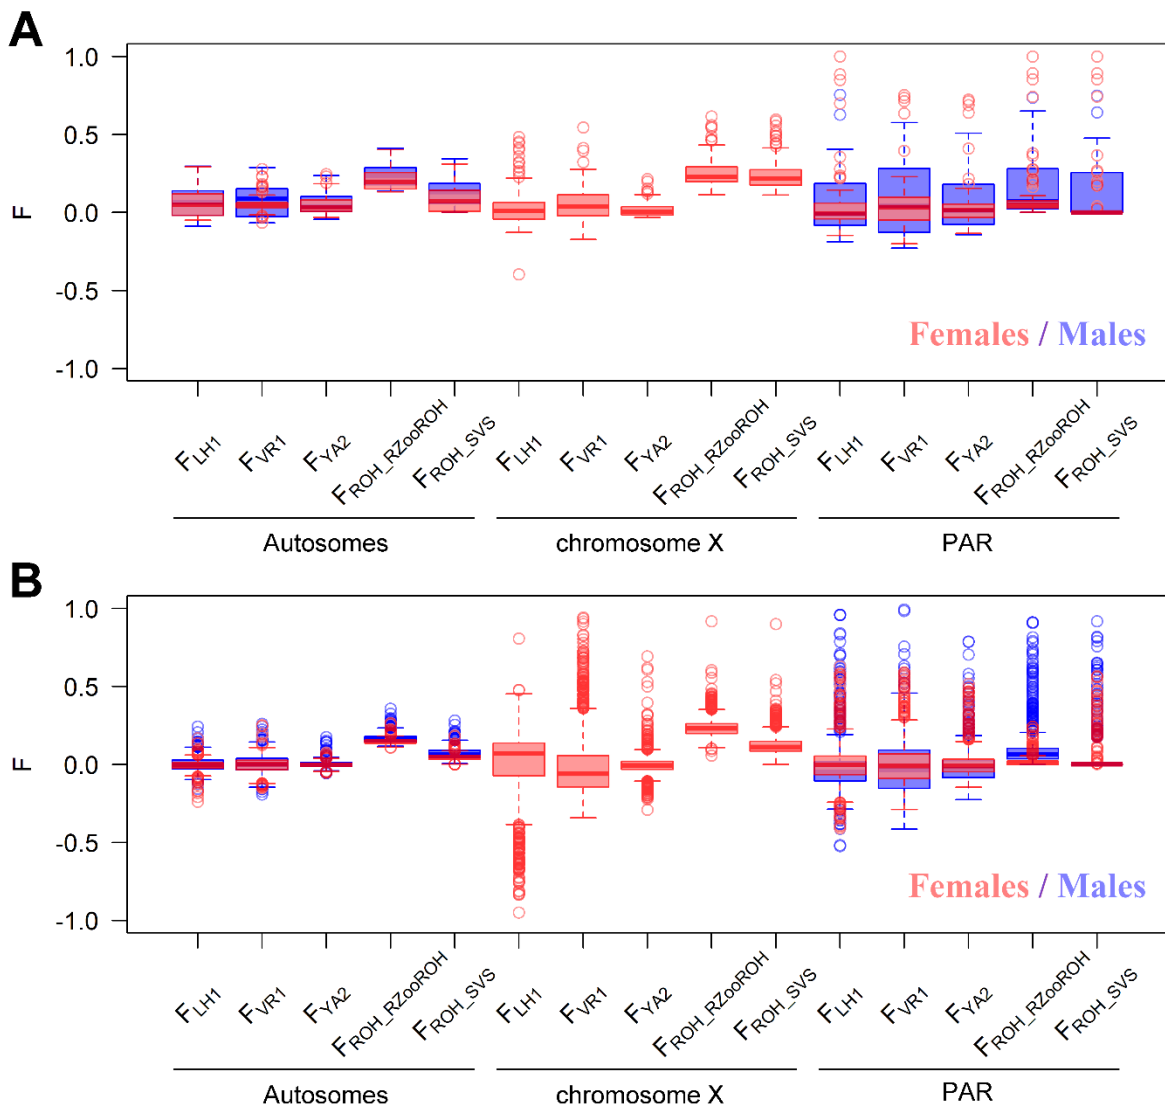 A
1.0
0.5
0.0
-0.5
-1.0
F
Females / Males
FLH1 FVR1 FYA2 FROH_RZooROH FROH_SVS FLH1 FVR1 FYA2 FROH_RZooROH FROH_SVS FLH1 FVR1 FYA2 FROH_RZooROH FROH_SVS
Autosomes chromosome X PAR
B
1.0
0.5
0.0
-0.5
-1.0
F
Females / Males
FLH1 FVR1 FYA2 FROH_RZooROH FROH_SVS FLH1 FVR1 FYA2 FROH_RZooROH FROH_SVS FLH1 FVR1 FYA2 FROH_RZooROH FROH_SVS
Autosomes chromosome X PAR